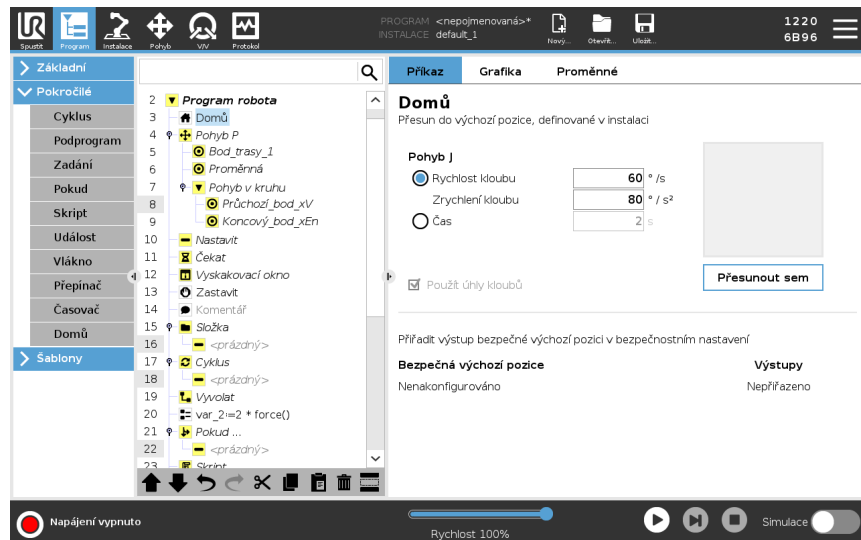 PROGRAM <nepojmenovaná>*
INSTALACE default_1
Spustit
Program
Instalace
Pohyb
V/V
Protokol
Nový...
Otevřít...
Uložit...
1220
6B96
Základní
Pokročilé
Cyklus
Podprogram
Zadání
Pokud
Skript
Událost
Vlákno
Přepínač
Časovač
Domů
Šablony
2 Program robota
3 Domů
4 Pohyb P
5 Bod_trasy_1
6 Proměnná
7 Pohyb v kruhu
8 Průchozí_bod_xV
9 Koncový_bod_xEn
10 Nastavit
11 Čekat
12 Vyskakovací okno
13 Zastavit
14 Komentář
15 Složka
16 <prázdný>
17 Cyklus
18 <prázdný>
19 Vyvolat
20 var_2:=2 * force()
21 Pokud ...
22 <prázdný>
23 Skript
Příkaz
Grafika
Proměnné
Domů
Přesun do výchozí pozice, definované v instalaci
Pohyb J
Rychlost kloubu 60 ° /s
Zrychlení kloubu 80 ° / s²
Čas 2 s
Přesunout sem
Použít úhly kloubů
Přiřadit výstup bezpečné výchozí pozici v bezpečnostním nastavení
Bezpečná výchozí pozice Výstupy
Nenakonfigurováno Nepřiřazeno
Napájení vypnuto
Rychlost 100%
Simulace